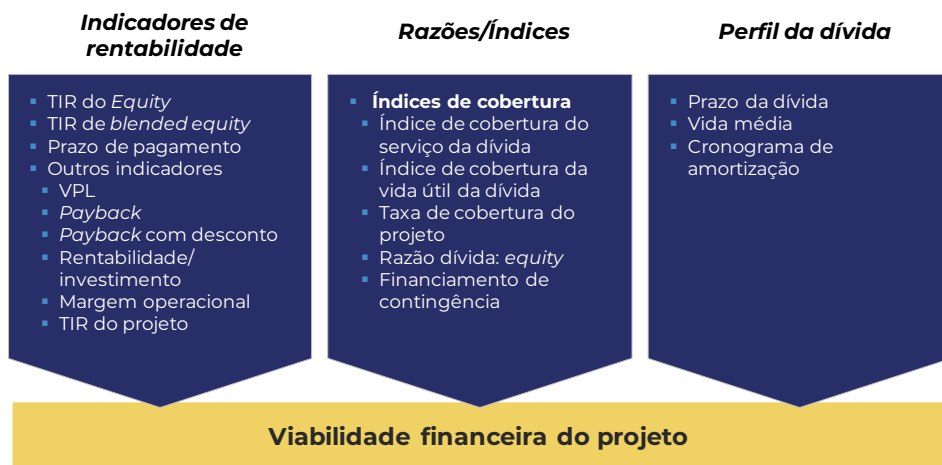 Indicadores de
rentabilidade
TIR do Equity
TIR de blended equity
Prazo de pagamento
Outros indicadores
VPL
Payback
Payback com desconto
Rentabilidade/
investimento
Margem operacional
TIR do projeto
Razões/Índices
Índices de cobertura
Índice de cobertura do
serviço da dívida
Índice de cobertura da
vida útil da dívida
Taxa de cobertura do
projeto
Razão dívida: equity
Financiamento de
contingência
Perfil da dívida
Prazo da dívida
Vida média
Cronograma de
amortização
Viabilidade financeira do projeto